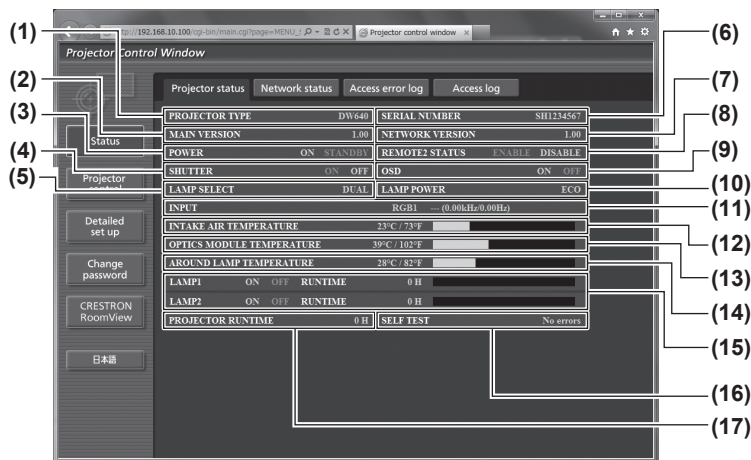 http://192.168.10.100/cgi-bin/main.cgi?page=MENU_
Projector control window
Projector Control Window
Projector status
Network status
Access error log
Access log
Status
Projector control
Detailed set up
Change password
CRESTRON RoomView
日本語
PROJECTOR TYPE DW640
SERIAL NUMBER SH1234567
MAIN VERSION 1.00
NETWORK VERSION 1.00
POWER ON STANDBY
REMOTE2 STATUS ENABLE DISABLE
SHUTTER ON OFF
OSD ON OFF
LAMP SELECT DUAL
LAMP POWER ECO
INPUT RGB1 --- (0.00kHz/0.00Hz)
INTAKE AIR TEMPERATURE 23°C / 73°F
OPTICS MODULE TEMPERATURE 39°C / 102°F
AROUND LAMP TEMPERATURE 28°C / 82°F
LAMP1 ON OFF RUNTIME 0 H
LAMP2 ON OFF RUNTIME 0 H
PROJECTOR RUNTIME 0 H
SELF TEST No errors
(1)
(2)
(3)
(4)
(5)
(6)
(7)
(8)
(9)
(10)
(11)
(12)
(13)
(14)
(15)
(16)
(17)